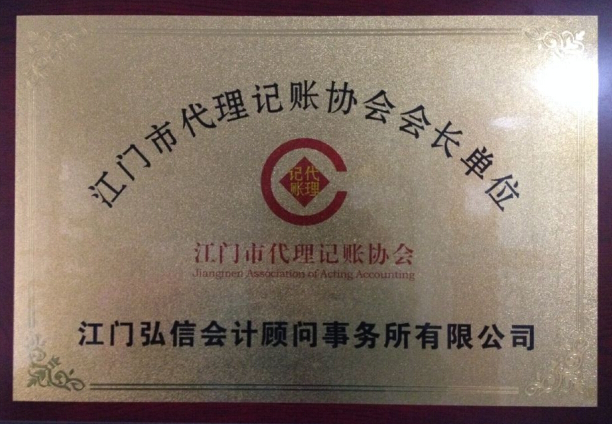 江门市代理记账协会会长单位
代理
记账
江门市代理记账协会
Jiangmen Association of Acting Accounting
江门弘信会计顾问事务所有限公司